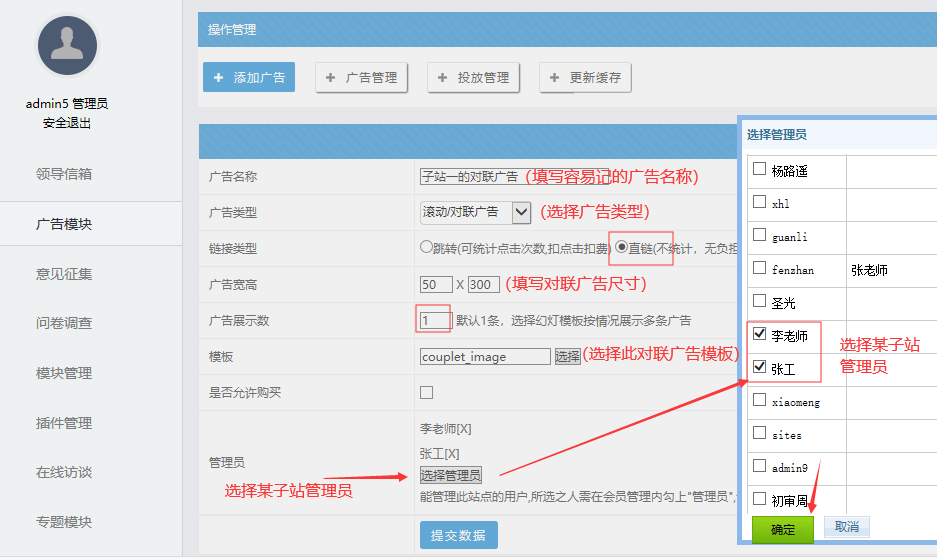 admin5 管理员
安全退出
领导信箱
广告模块
意见征集
问卷调查
模块管理
插件管理
在线访谈
专题模块
操作管理
+ 添加广告
+ 广告管理
+ 投放管理
+ 更新缓存
广告名称 子站一的对联广告 (填写容易记的广告名称)
广告类型 滚动/对联广告 (选择广告类型)
链接类型 跳转(可统计点击次数,扣点击扣费) 直链(不统计，无负担
广告宽高 50 X 300 (填写对联广告尺寸)
广告展示数 1 默认1条，选择幻灯模板按情况展示多条广告
模板 couplet_image 选择 (选择此对联广告模板)
是否允许购买
李老师[X]
张工[X]
管理员 选择管理员
选择某子站管理员
能管理此站点的用户,所选之人需在会员管理内勾上"管理员",
提交数据
选择管理员
杨路遥
xhl
guanli
fenzhan 张老师
圣光
李老师
张工
选择某子站
管理员
xiaomeng
sites
admin9
初审周
确定 取消